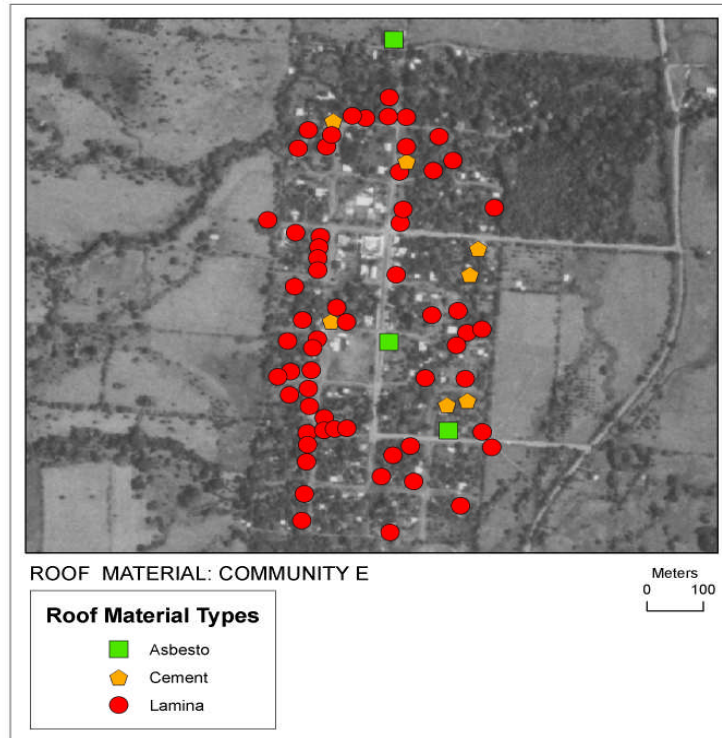 ROOF MATERIAL: COMMUNITY E
Meters
0 100
Roof Material Types
Asbesto
Cement
Lamina